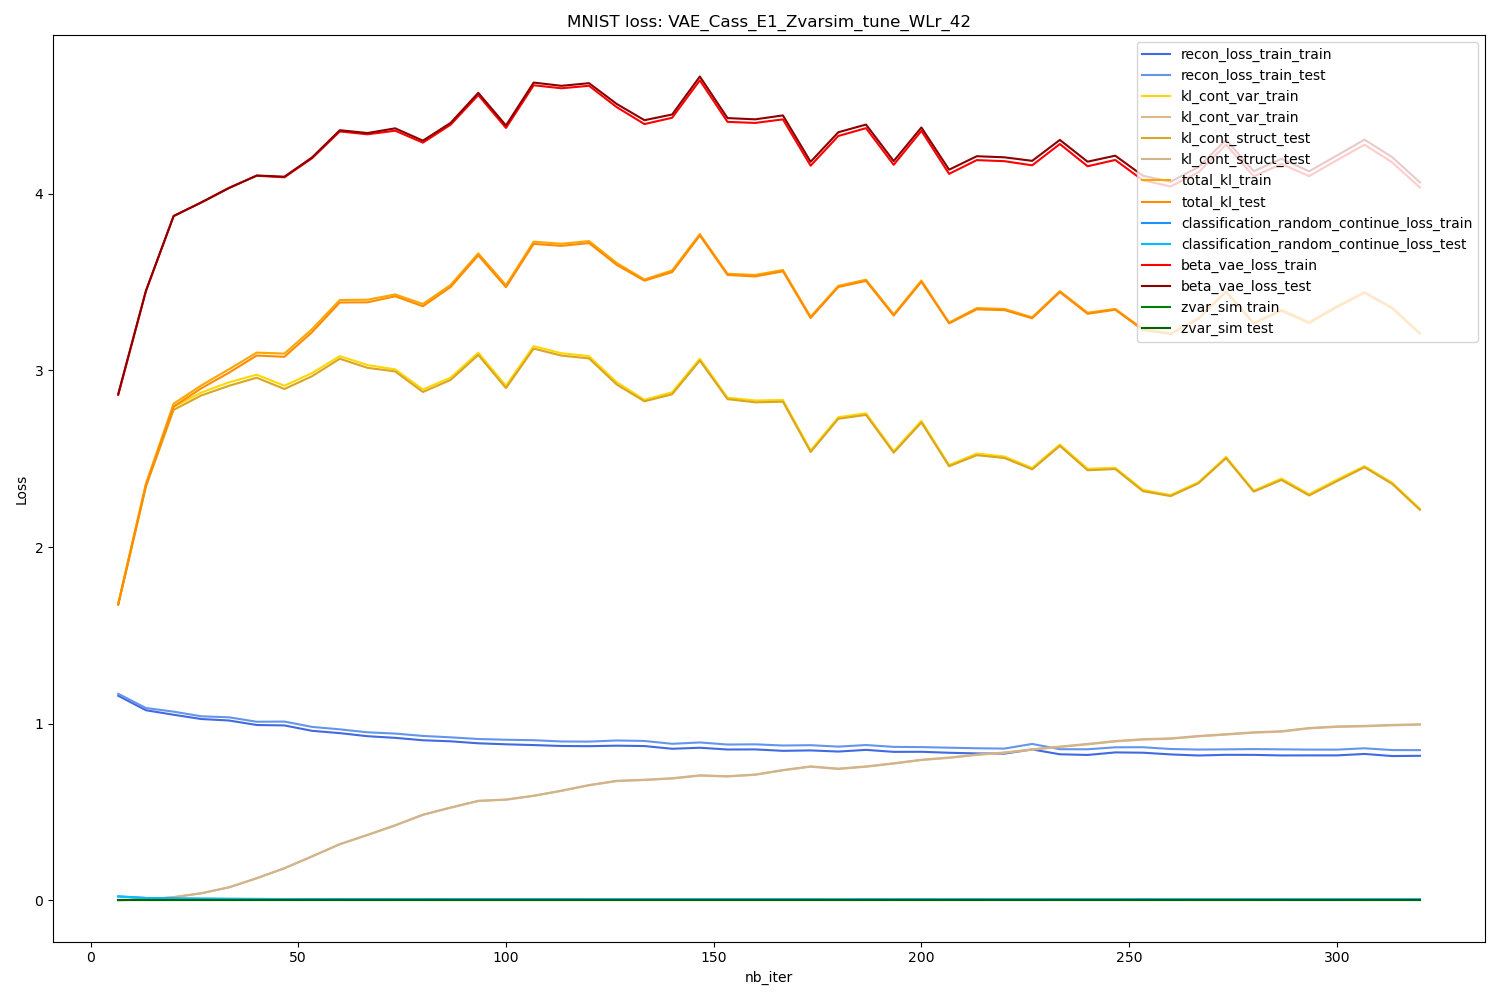 MNIST loss: VAE_Cass_E1_Zvarsim_tune_WLr_42
recon_loss_train_train
recon_loss_train_test
kl_cont_var_train
kl_cont_var_train
kl_cont_struct_test
kl_cont_struct_test
total_kl_train
total_kl_test
classification_random_continue_loss_train
classification_random_continue_loss_test
beta_vae_loss_train
beta_vae_loss_test
zvar_sim train
zvar_sim test
Loss
4
3
2
1
0
0 50 100 150 200 250 300
nb_iter